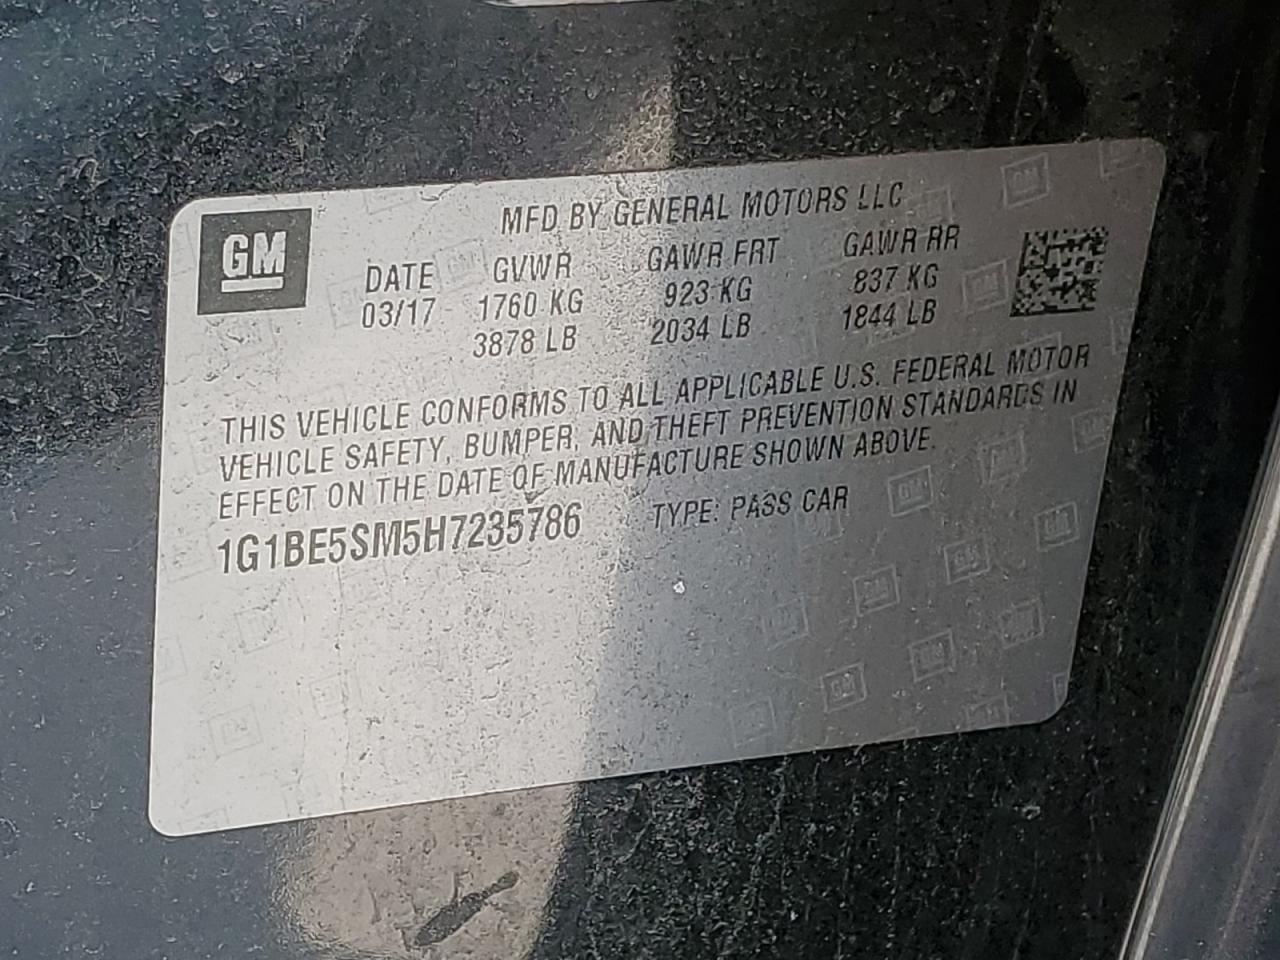 GM
MFD BY GENERAL MOTORS LLC
DATE GVWR GAWR FRT GAWR RR
03/17 1760 KG 923 KG 837 KG
3878 LB 2034 LB 1844 LB
THIS VEHICLE CONFORMS TO ALL APPLICABLE U.S. FEDERAL MOTOR
VEHICLE SAFETY, BUMPER, AND THEFT PREVENTION STANDARDS IN
EFFECT ON THE DATE OF MANUFACTURE SHOWN ABOVE.
1G1BE5SM5H7235786 TYPE: PASS CAR